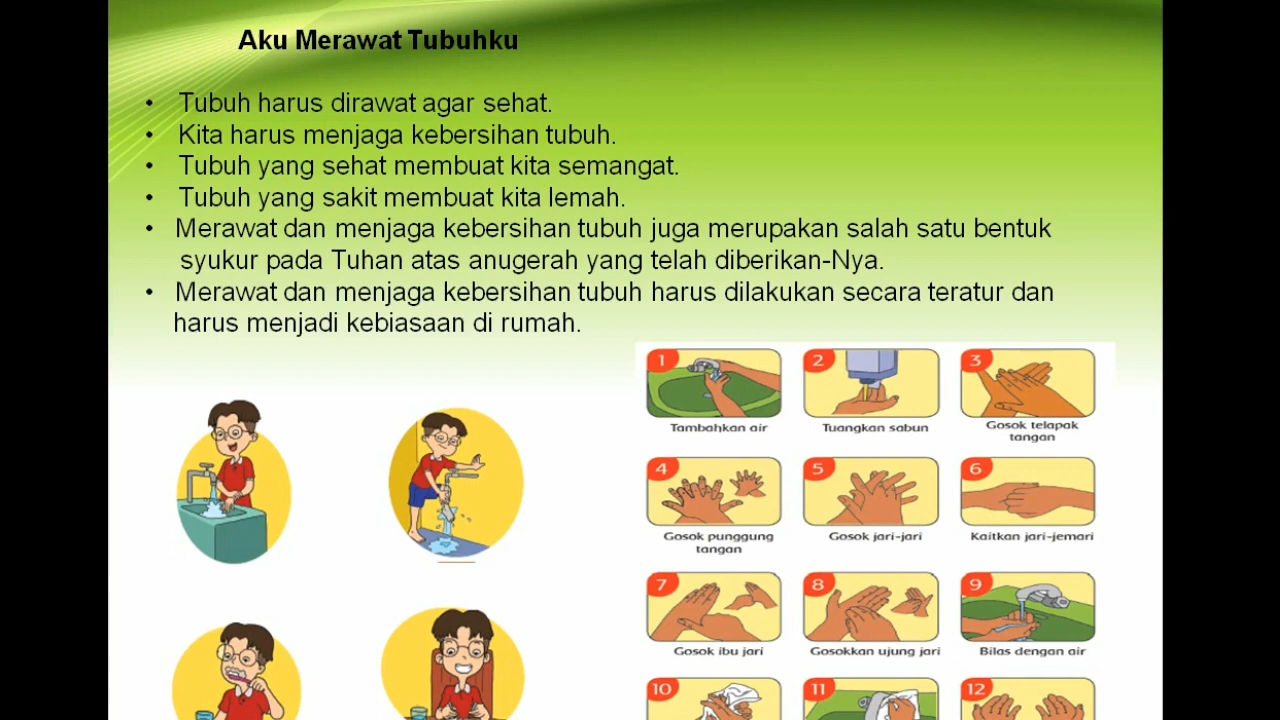 Aku Merawat Tubuhku
• Tubuh harus dirawat agar sehat.
• Kita harus menjaga kebersihan tubuh.
• Tubuh yang sehat membuat kita semangat.
• Tubuh yang sakit membuat kita lemah.
• Merawat dan menjaga kebersihan tubuh juga merupakan salah satu bentuk
syukur pada Tuhan atas anugerah yang telah diberikan-Nya.
• Merawat dan menjaga kebersihan tubuh harus dilakukan secara teratur dan
harus menjadi kebiasaan di rumah.
1
Tambahkan air
2
Tuangkan sabun
3
Gosok telapak
tangan
4
Gosok punggung
tangan
5
Gosok jari-jari
6
Kaitkan jari-jemari
7
Gosok ibu jari
8
Gosokkan ujung jari
9
Bilas dengan air
10
11
12